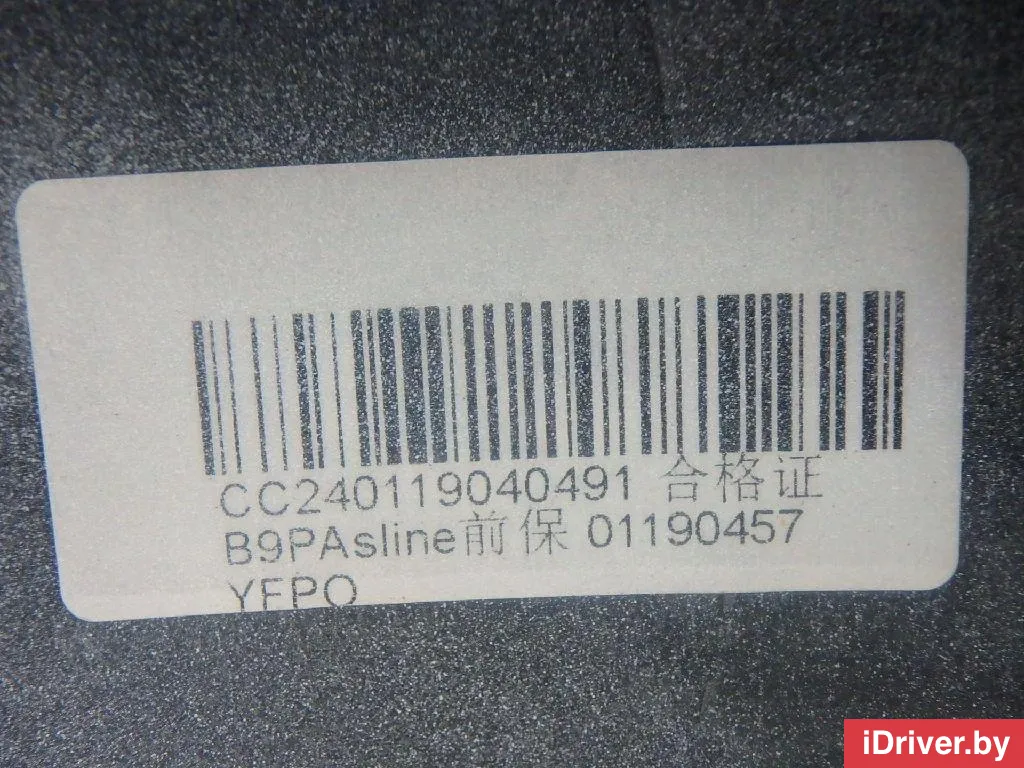 CC240119040491 合格证
B9PAsline前保 01190457
YFPO
iDriver.by